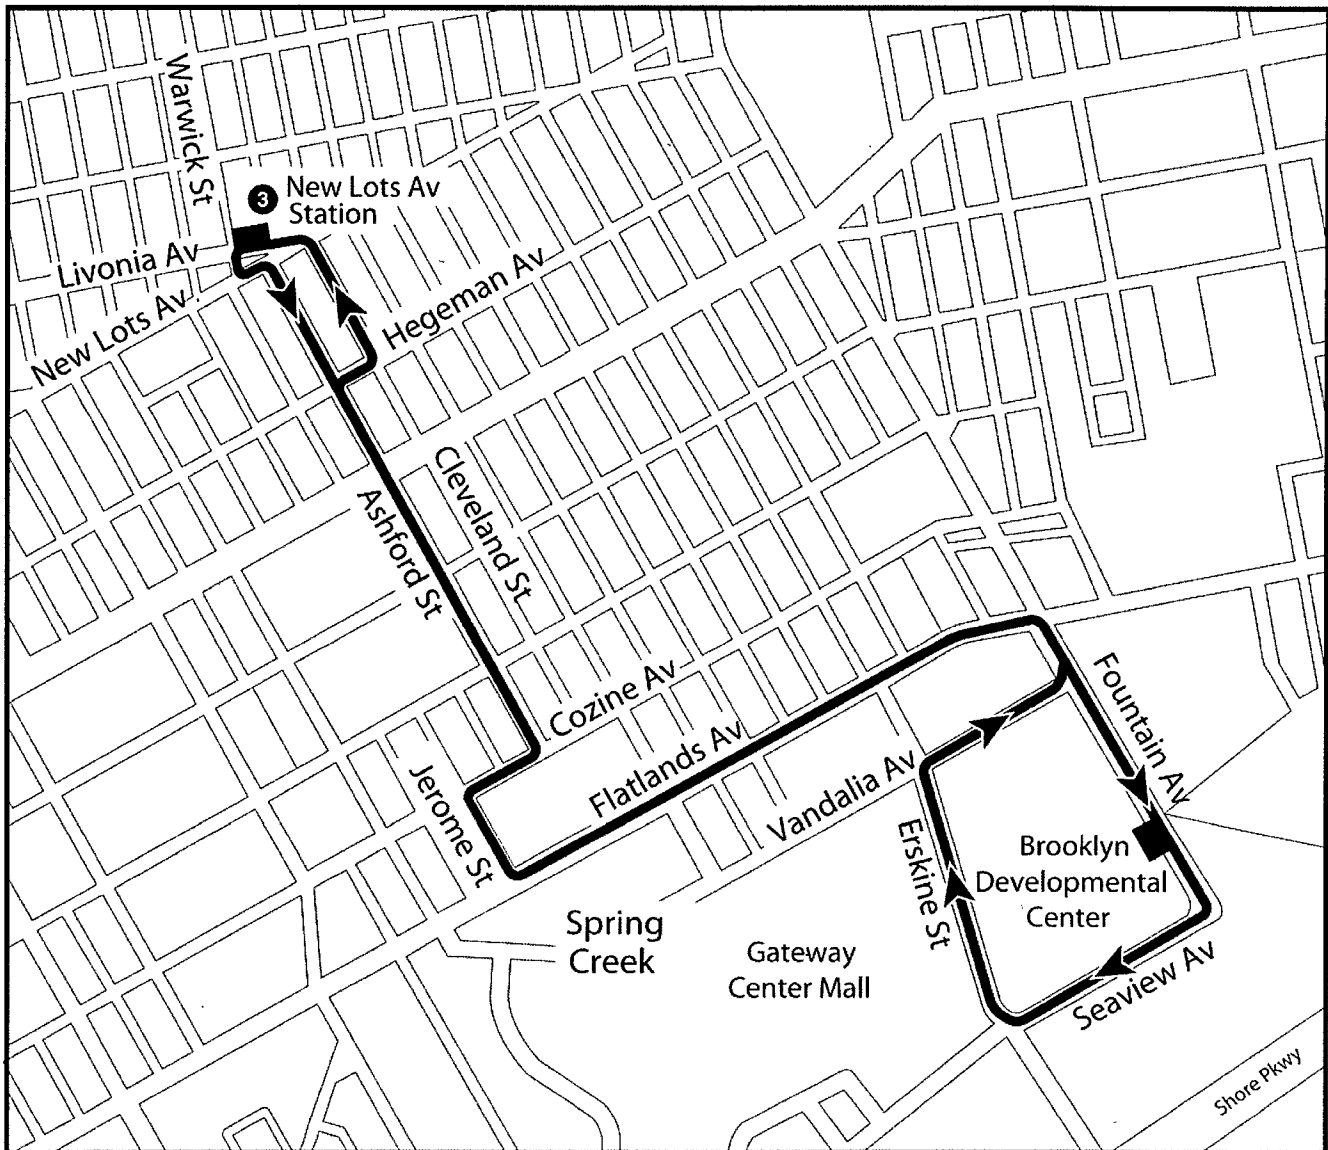 Warwick St
3
New Lots Av
Station
Livonia Av
New Lots Av
Hegeman Av
Cleveland St
Ashford St
Cozine Av
Flatlands Av
Jerome St
Vandalia Av
Fountain Av
Erskine St
Brooklyn
Developmental
Center
Spring
Creek
Gateway
Center Mall
Seaview Av
Shore Pkwy